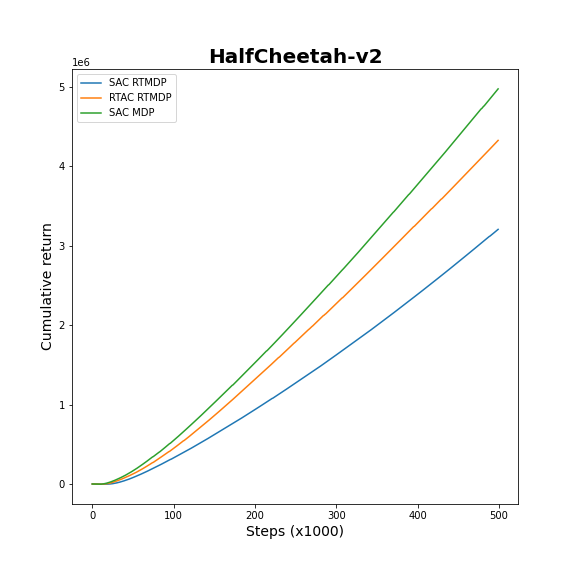 HalfCheetah-v2
1e6
SAC RTMDP
RTAC RTMDP
SAC MDP
5
4
3
2
1
0
Cumulative return
0 100 200 300 400 500
Steps (x1000)